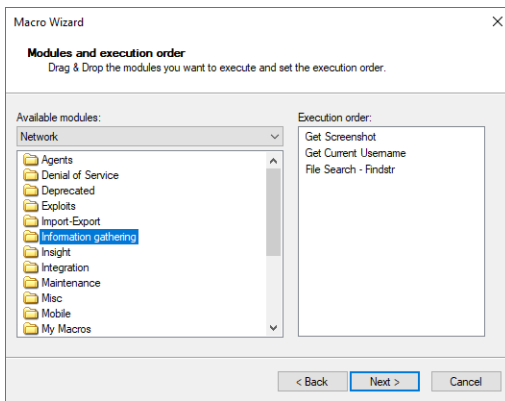 Macro Wizard
Modules and execution order
Drag & Drop the modules you want to execute and set the execution order.
Available modules:
Network
Agents
Denial of Service
Deprecated
Exploits
Import-Export
Information gathering
Insight
Integration
Maintenance
Misc
Mobile
My Macros
Execution order:
Get Screenshot
Get Current Username
File Search - Findstr
< Back
Next >
Cancel